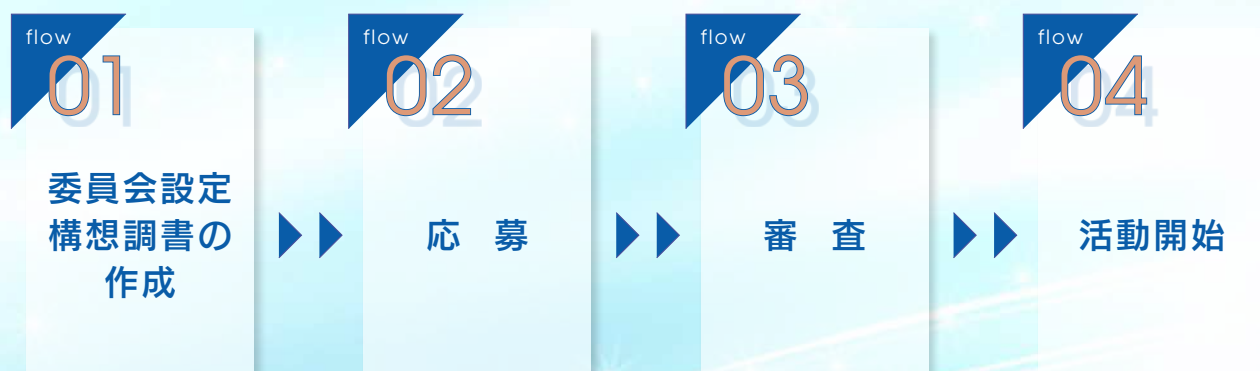 flow
01
委員会設定
構想調書の
作成
flow
02
応　募
flow
03
審　査
flow
04
活動開始